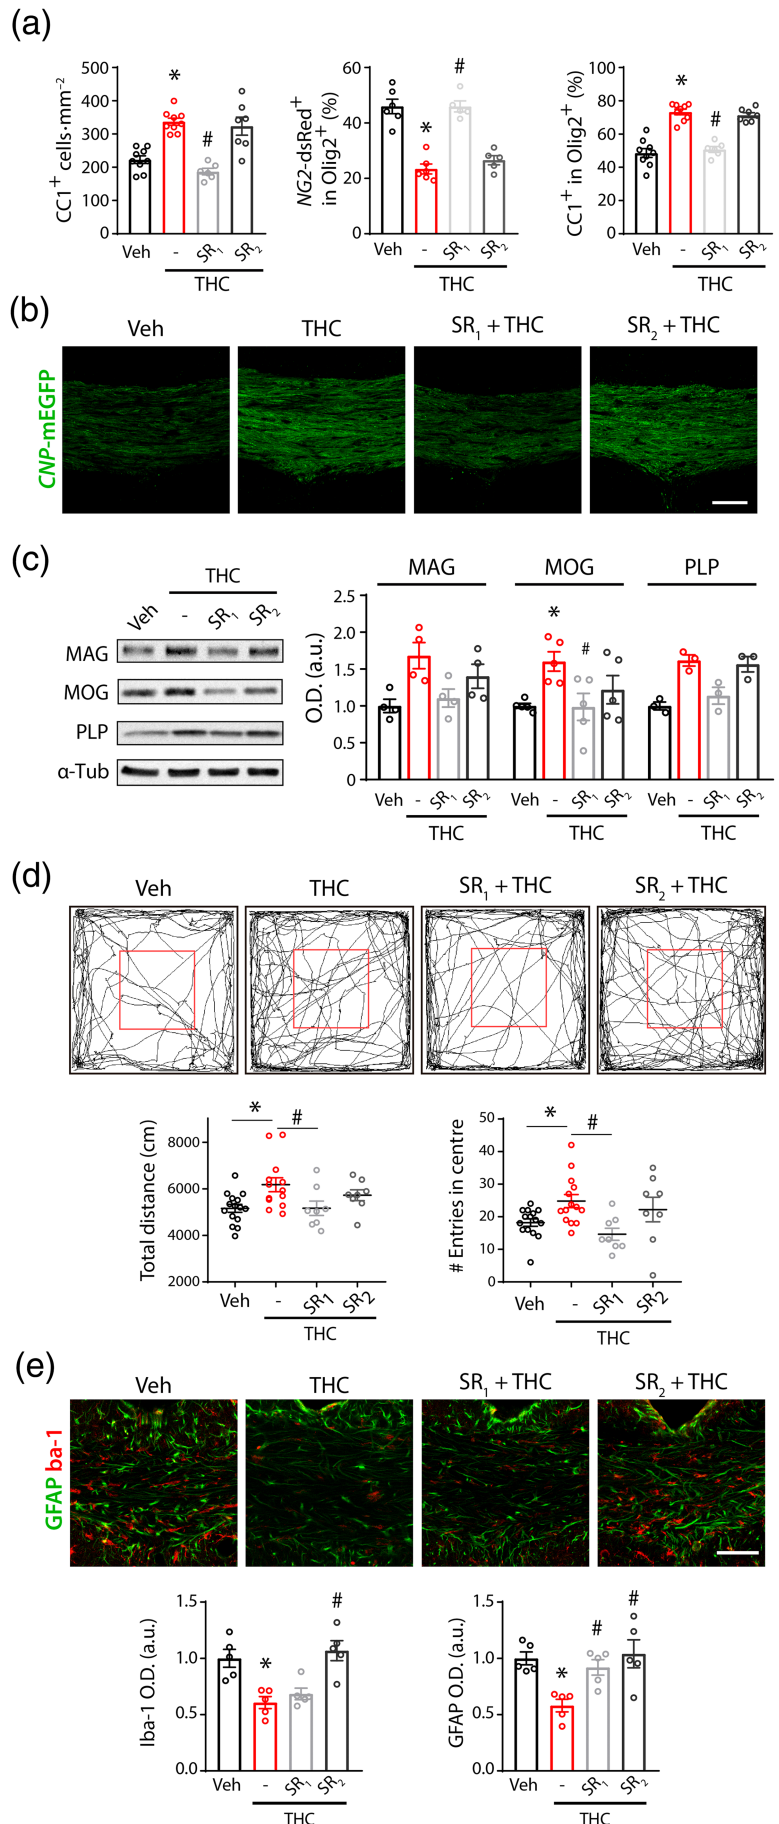 (a)
CC1+ cells·mm−2
500
400
300
200
100
0
*
#
Veh
-
SR1
SR2
THC
NG2-dsRed+
in Olig2+ (%)
60
40
20
0
*
#
Veh
-
SR1
SR2
THC
CC1+ in Olig2+ (%)
100
80
60
40
20
0
*
#
Veh
-
SR1
SR2
THC
(b)
Veh
THC
SR1 + THC
SR2 + THC
CNP-mEGFP
(c)
THC
Veh
-
SR1
SR2
MAG
MOG
PLP
α-Tub
MAG
MOG
PLP
O.D. (a.u.)
2.5
2.0
1.5
1.0
0.5
0
*
#
Veh
-
SR1
SR2
Veh
-
SR1
SR2
Veh
-
SR1
SR2
THC
THC
THC
(d)
Veh
THC
SR1 + THC
SR2 + THC
Total distance (cm)
8000
6000
4000
2000
*
#
Veh
-
SR1
SR2
THC
# Entries in centre
50
40
30
20
10
0
*
#
Veh
-
SR1
SR2
THC
(e)
Veh
THC
SR1 + THC
SR2 + THC
GFAP ba-1
Iba-1 O.D. (a.u.)
1.5
1.0
0.5
0.0
*
#
Veh
-
SR1
SR2
THC
GFAP O.D. (a.u.)
1.5
1.0
0.5
0.0
*
#
#
Veh
-
SR1
SR2
THC